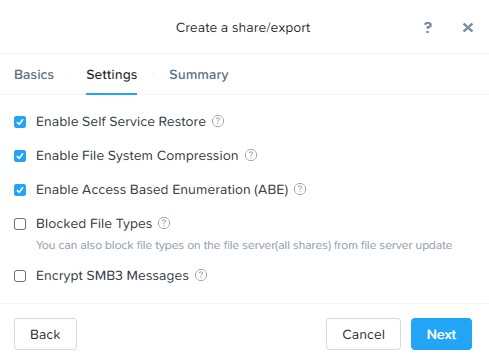 Create a share/export ? ×
Basics · Settings · Summary
Enable Self Service Restore ?
Enable File System Compression ?
Enable Access Based Enumeration (ABE) ?
Blocked File Types ?
You can also block file types on the file server(all shares) from file server update
Encrypt SMB3 Messages ?
Back Cancel Next